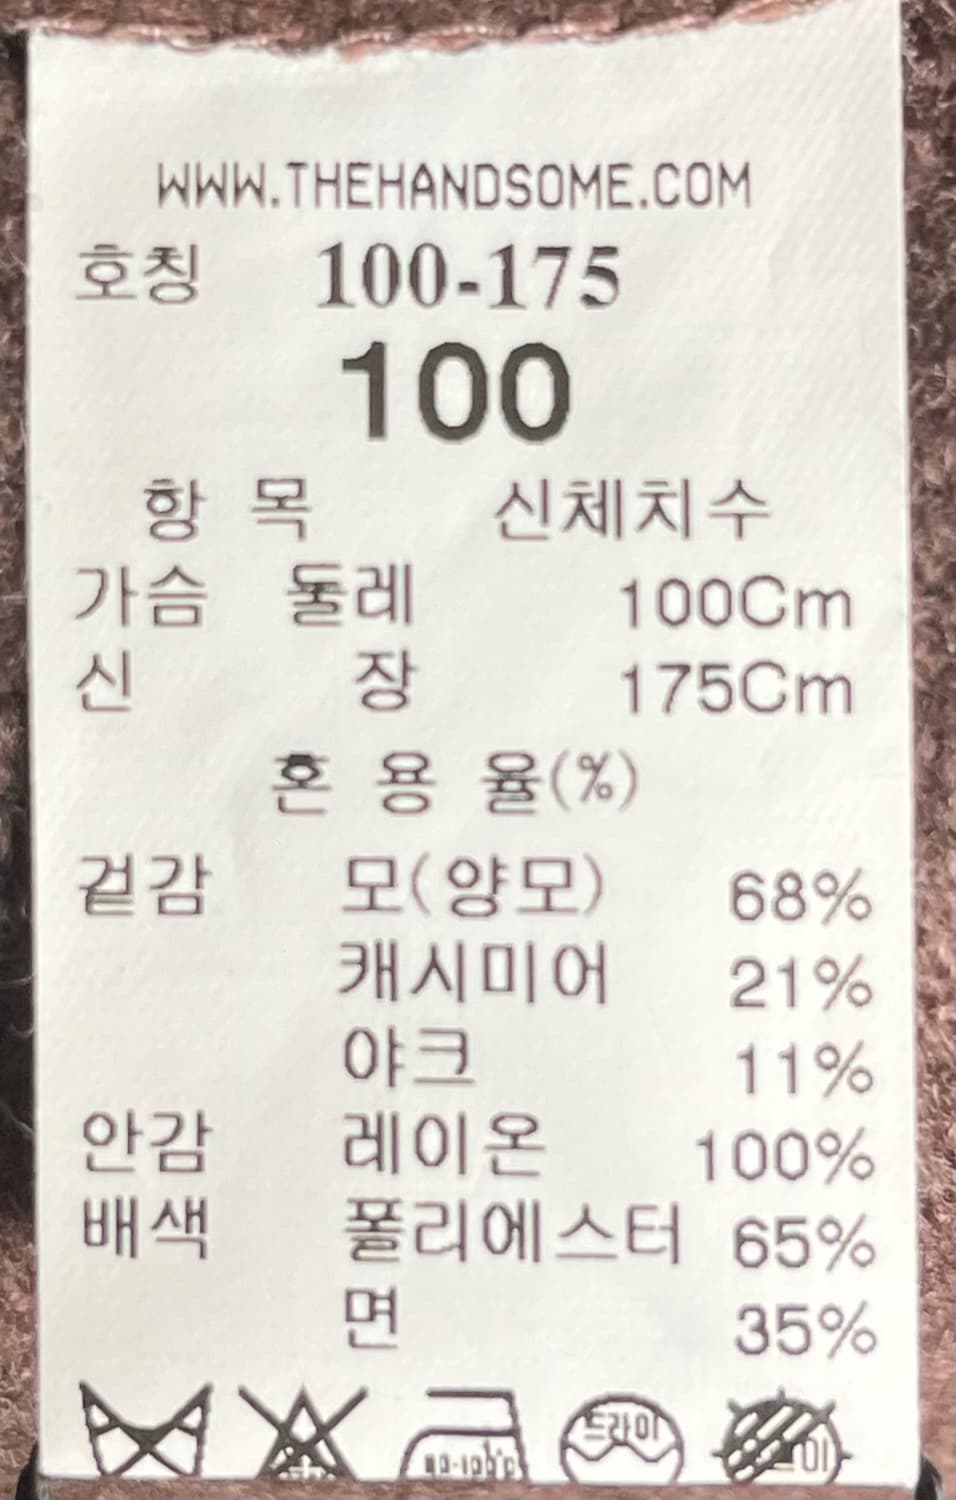 WWW.THEHANDSOME.COM
호칭 100-175
100
항 목 신체치수
가슴 둘레 100Cm
신 장 175Cm
혼 용 율(%)
겉감 모(양모) 68%
캐시미어 21%
야크 11%
안감 레이온 100%
배색 폴리에스터 65%
면 35%
드라이